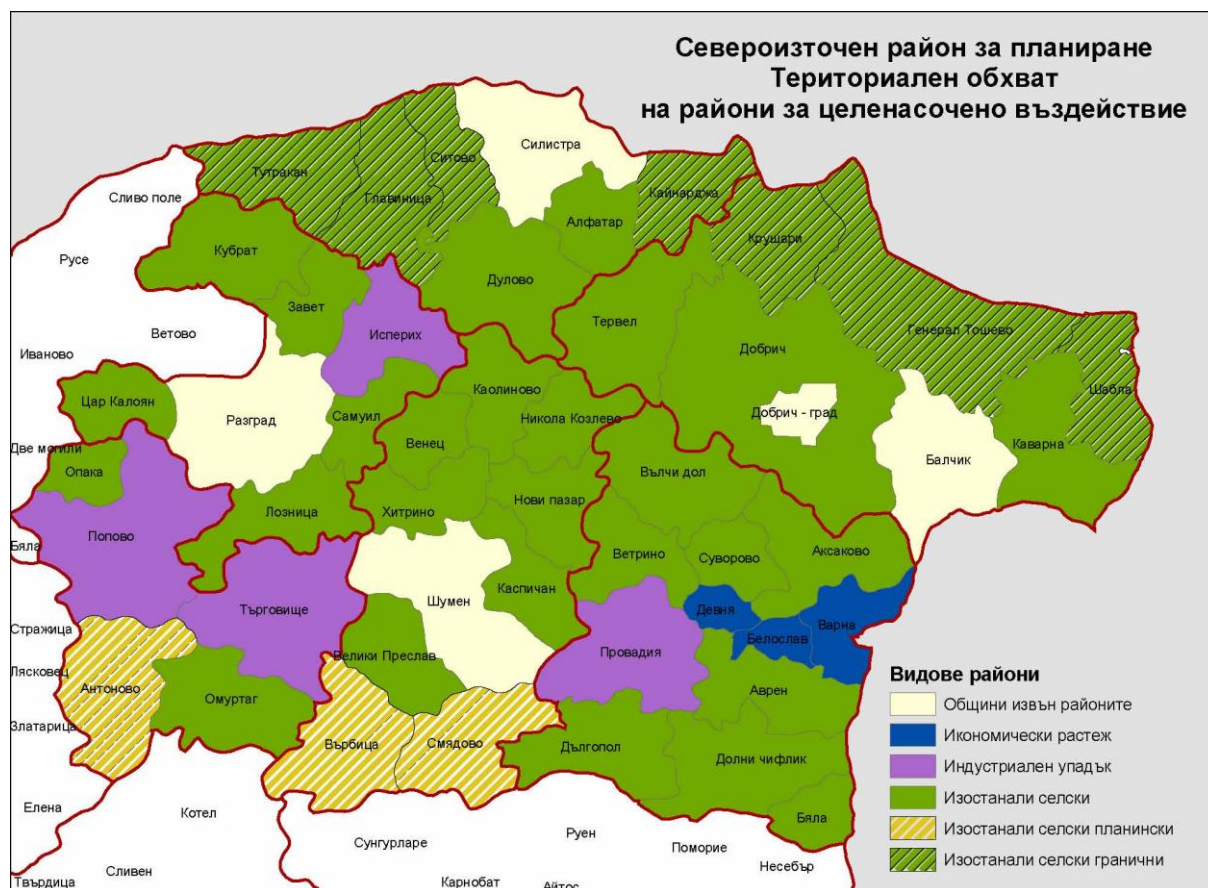 Североизточен район за планиране
Териториален обхват
на райони за целенасочено въздействие
Силистра
Ситово
Тутракан
Кайнарджа
Главиница
Сливо поле
Алфатар
Крушари
Кубрат
Русе
Дулово
Завет
Тервел
Ветово
Исперих
Генерал Тошево
Иваново
Добрич
Каолиново
Шабла
Цар Калоян
Разград
Самуил
Никола Козлево
Добрич - град
Две могили
Венец
Каварна
Балчик
Опака
Вълчи дол
Нови пазар
Лозница
Хитрино
Попово
Бяла
Ветрино
Суворово
Аксаково
Каспичан
Търговище
Шумен
Девня
Варна
Стражица
Белослав
Провадия
Велики Преслав
Лясковец
Антоново
Омуртаг
Аврен
Златарица
Върбица
Смядово
Дългопол
Долни чифлик
Елена
Котел
Бяла
Руен
Сунгурларе
Поморие
Несебър
Сливен
Твърдица
Карнобат
Айтос
Видове райони
Общини извън районите
Икономически растеж
Индустриален упадък
Изостанали селски
Изостанали селски планински
Изостанали селски гранични